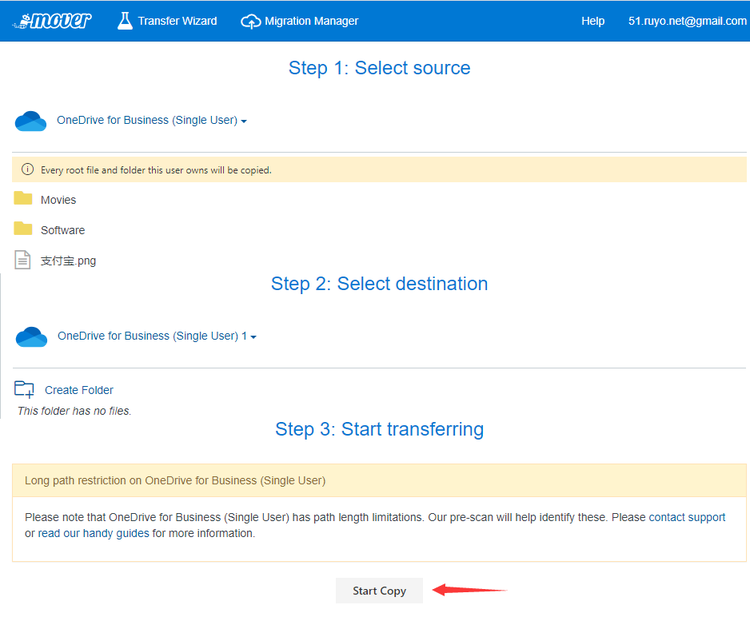 mover Transfer Wizard Migration Manager Help 51.ruyo.net@gmail.com
Step 1: Select source
OneDrive for Business (Single User)
Every root file and folder this user owns will be copied.
Movies
Software
支付宝.png
Step 2: Select destination
OneDrive for Business (Single User) 1
Create Folder
This folder has no files.
Step 3: Start transferring
Long path restriction on OneDrive for Business (Single User)
Please note that OneDrive for Business (Single User) has path length limitations. Our pre-scan will help identify these. Please contact support
or read our handy guides for more information.
Start Copy